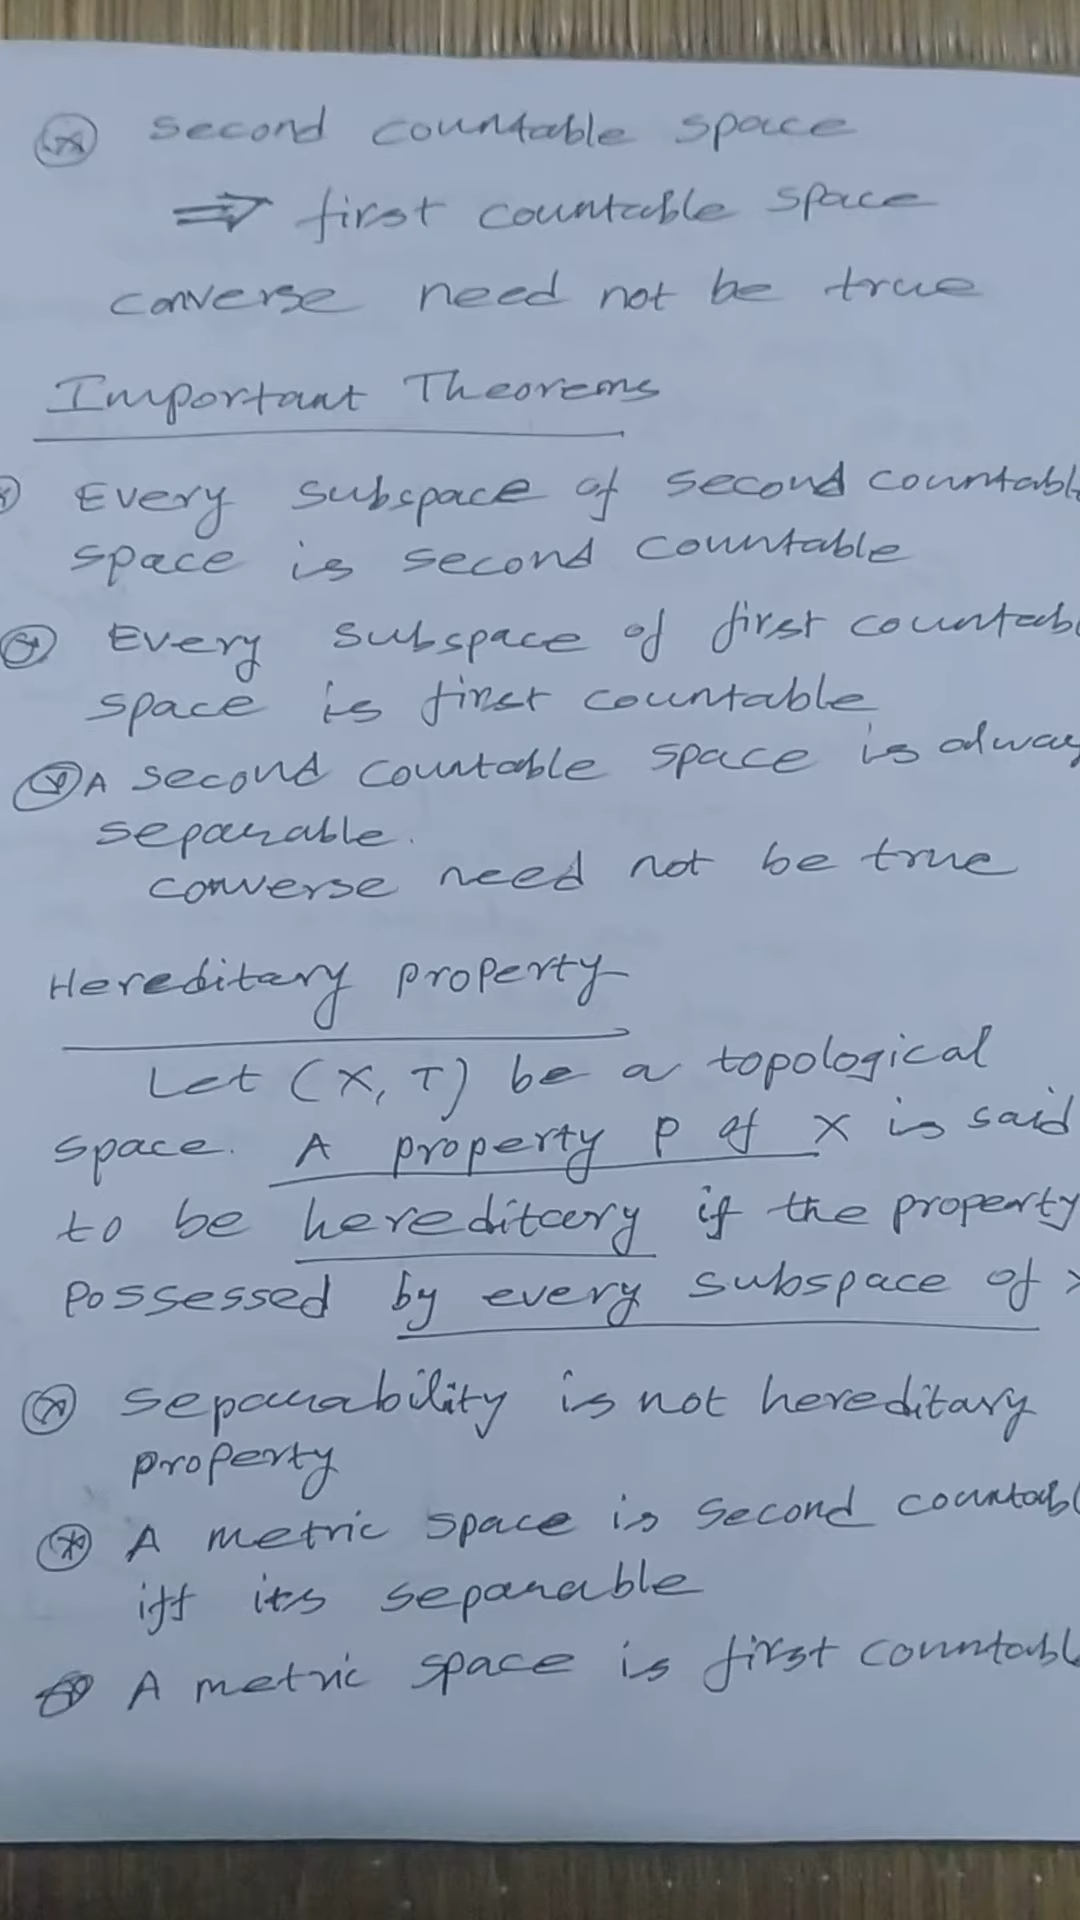 second countable space
⇒ first countable space
converse need not be true
Important Theorems
Every subspace of second countabl
space is second countable
Every subspace of first countab
space is first countable
A second countable space is alway
separable.
converse need not be true
Hereditary property
Let (X, T) be a topological
space. A property P of X is said
to be hereditary if the property
possessed by every subspace of X
separability is not hereditary
property
A metric space is second countabl
iff its separable
A metric space is first countabl